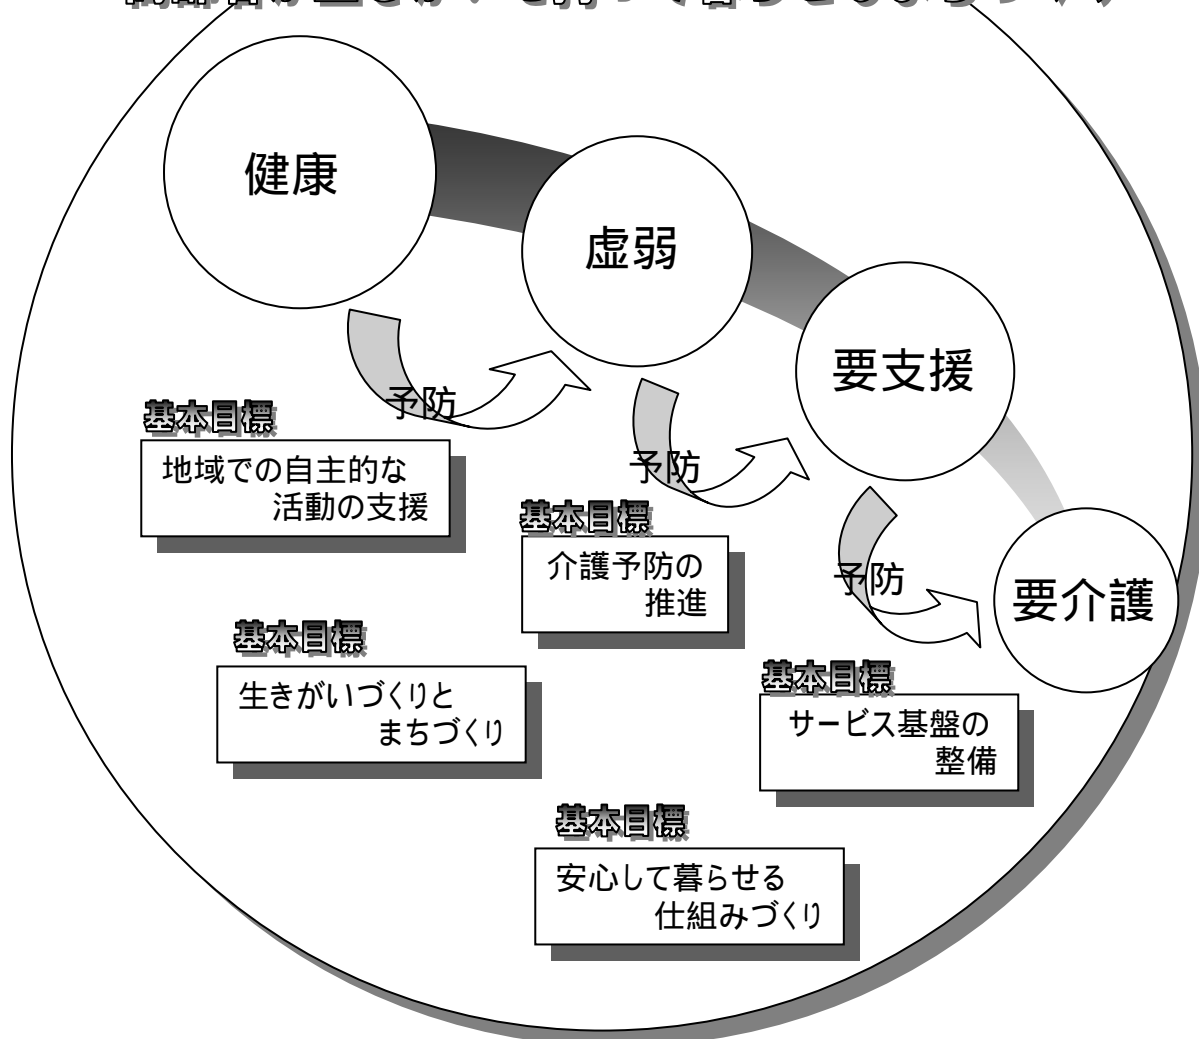 健康
虚弱
要支援
要介護
予防
予防
予防
基本目標
地域での自主的な
活動の支援
基本目標
介護予防の
推進
基本目標
生きがいづくりと
まちづくり
基本目標
サービス基盤の
整備
基本目標
安心して暮らせる
仕組みづくり